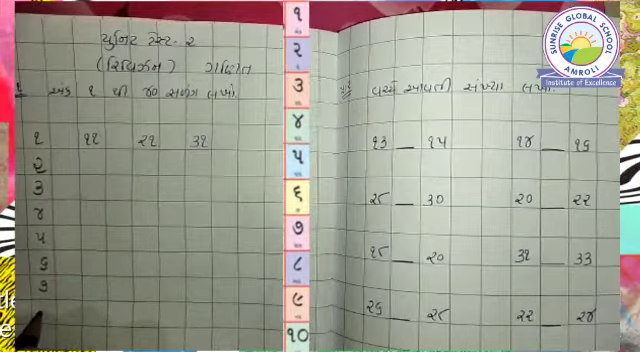 યુનિટ ટેસ્ટ - ૨
(રિવિઝન) ગણિત
અંક ૧ થી ૪૦ સળંગ લખો.
૧ ૧૧ ૨૧ ૩૧
૨
૩
૪
૫
૬
૭
૧
૨
૩
૪
૫
૬
૭
૮
૯
૧૦
SUNRISE GLOBAL SCHOOL
AMROLI
Institute of Excellence
વચ્ચે આવતી સંખ્યા લખો.
૧૩ __ ૧૫ ૧૪ __ ૧૬
૨૮ __ ૩૦ ૨૦ __ ૨૨
૧૮ __ ૨૦ ૩૧ __ ૩૩
૨૬ __ ૨૮ ૨૨ __ ૨૪